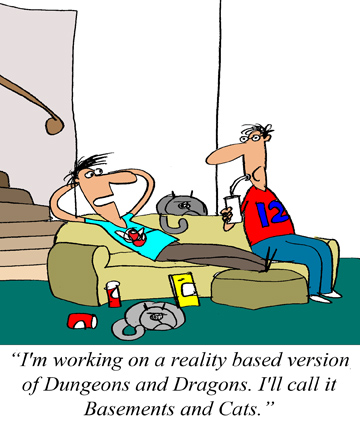 12
“I'm working on a reality based version
of Dungeons and Dragons. I'll call it
Basements and Cats.”